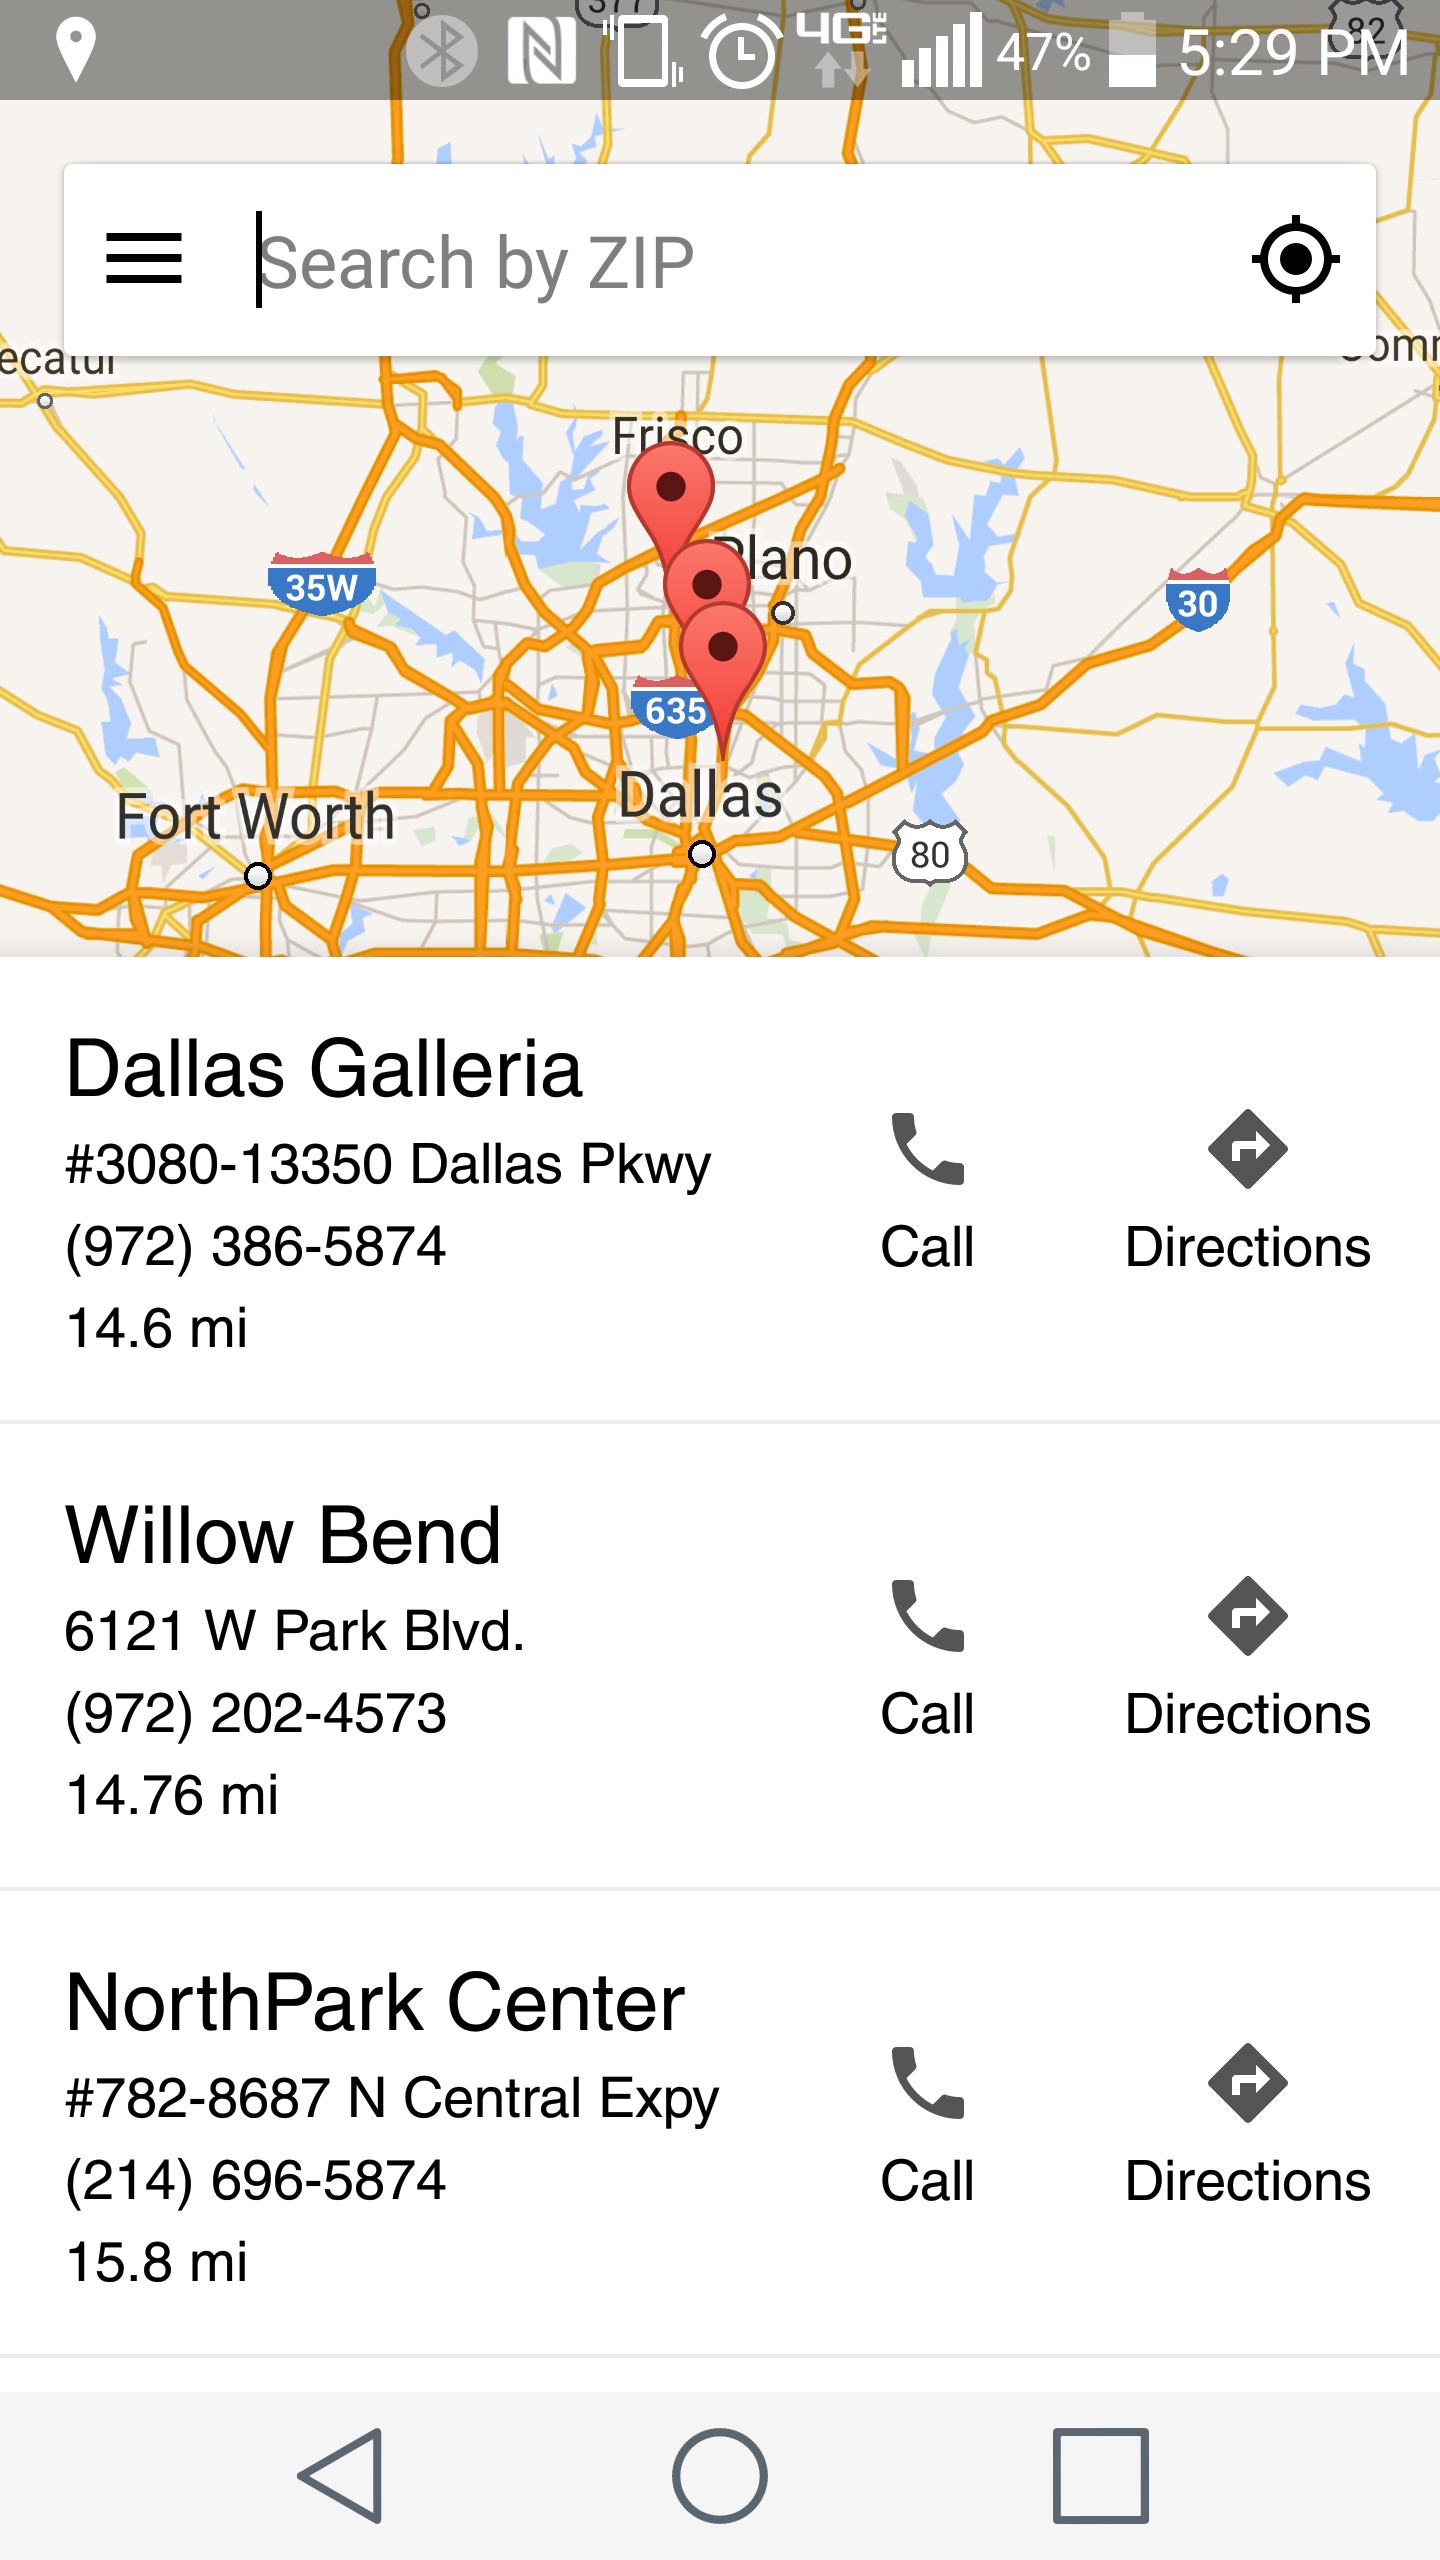 377
82
4G LTE
47%
5:29 PM
Search by ZIP
Frisco
Plano
35W
30
635
Dallas
Fort Worth
80
Dallas Galleria
#3080-13350 Dallas Pkwy
(972) 386-5874
14.6 mi
Call
Directions
Willow Bend
6121 W Park Blvd.
(972) 202-4573
14.76 mi
Call
Directions
NorthPark Center
#782-8687 N Central Expy
(214) 696-5874
15.8 mi
Call
Directions